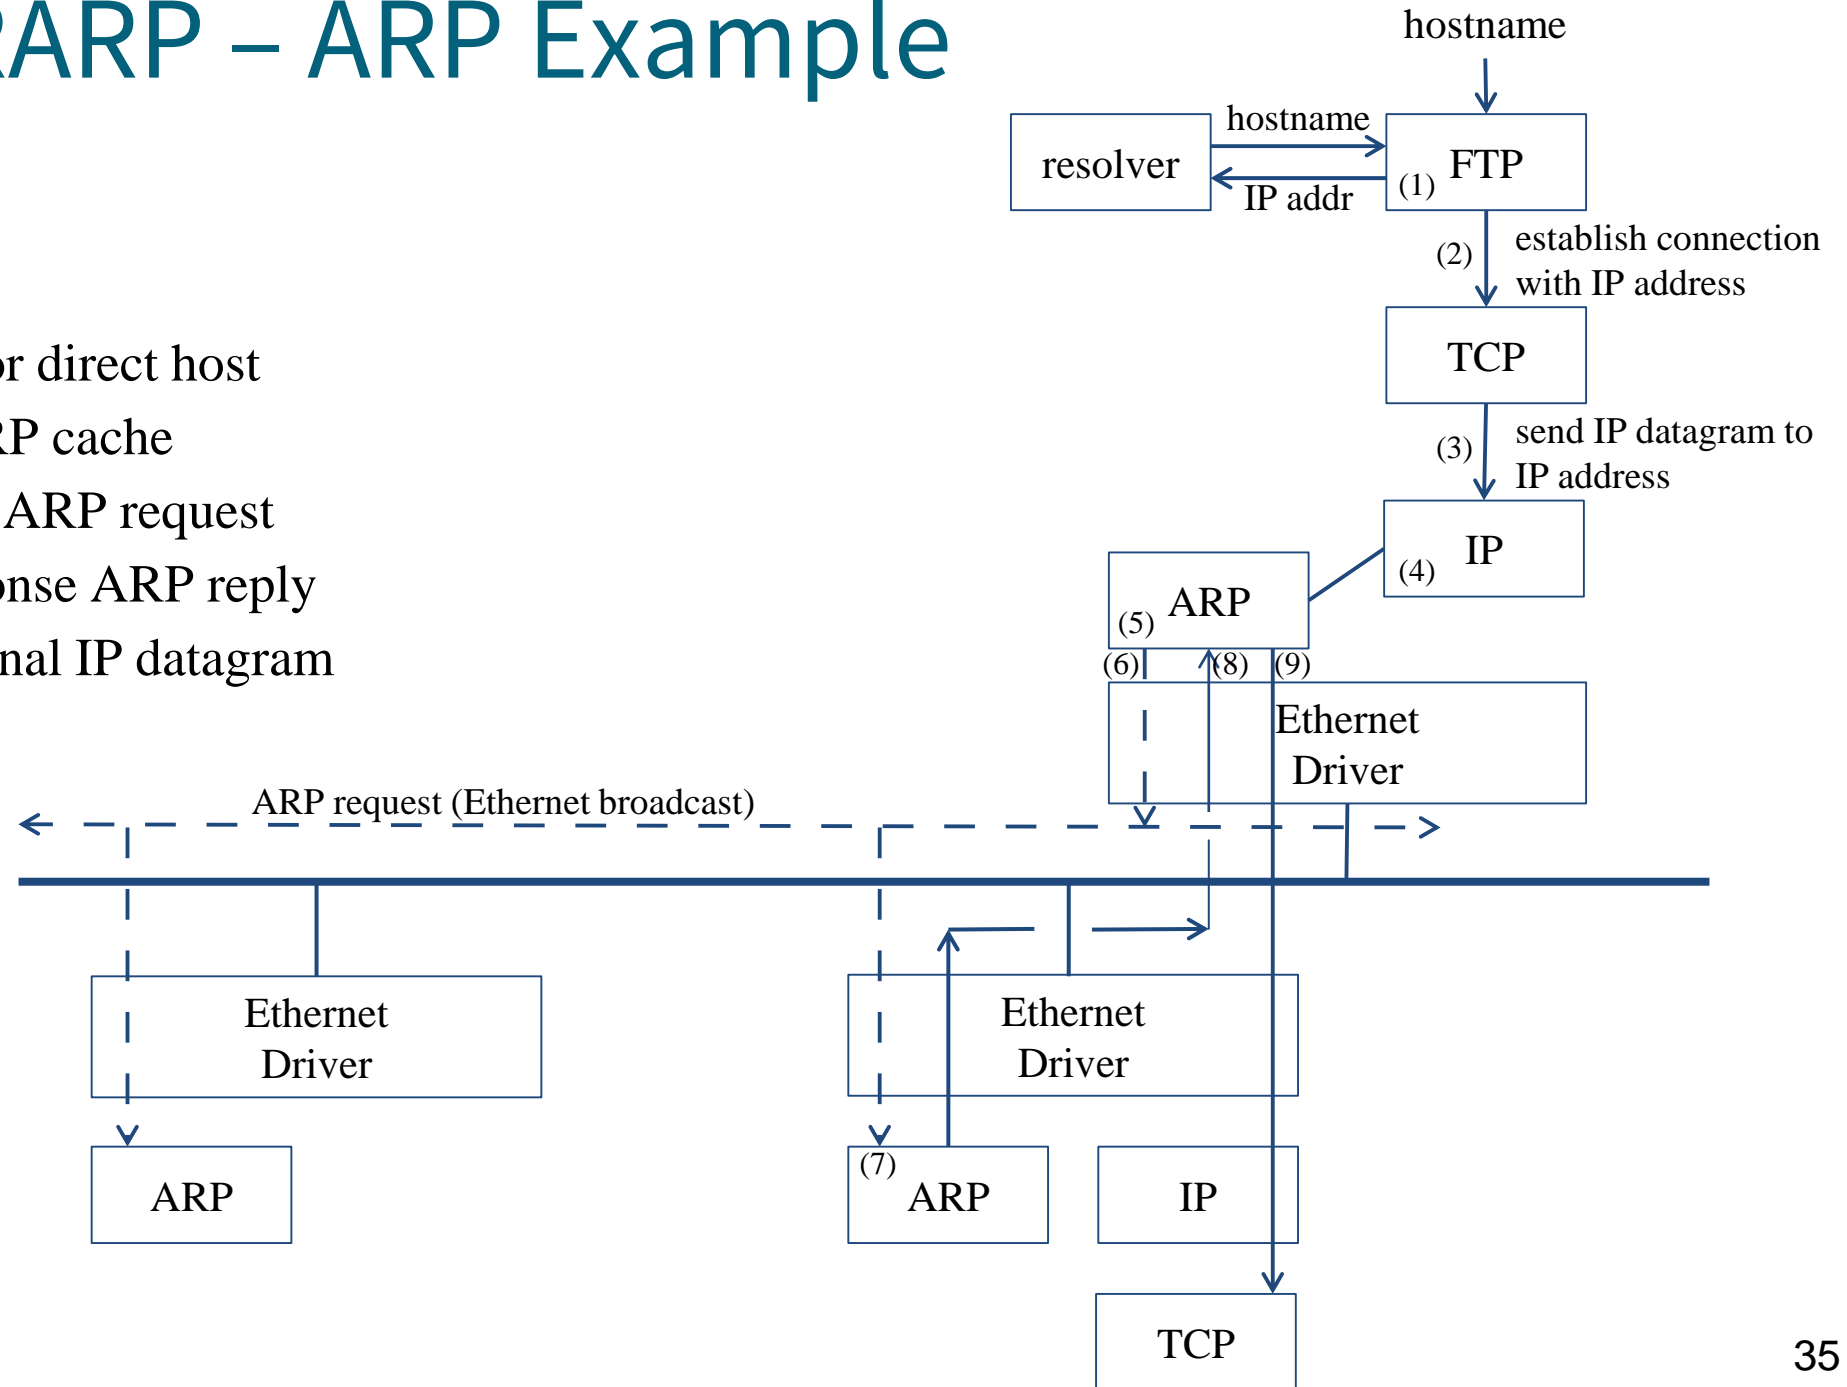 ARP – ARP Example
hostname
hostname
resolver
FTP
(1)
IP addr
(2)
establish connection
with IP address
TCP
or direct host
RP cache
ARP request
onse ARP reply
nal IP datagram
(3)
send IP datagram to
IP address
IP
(4)
ARP
(5)
(6)
(8)
(9)
Ethernet
Driver
ARP request (Ethernet broadcast)
Ethernet
Driver
Ethernet
Driver
ARP
(7)
ARP
IP
TCP
35